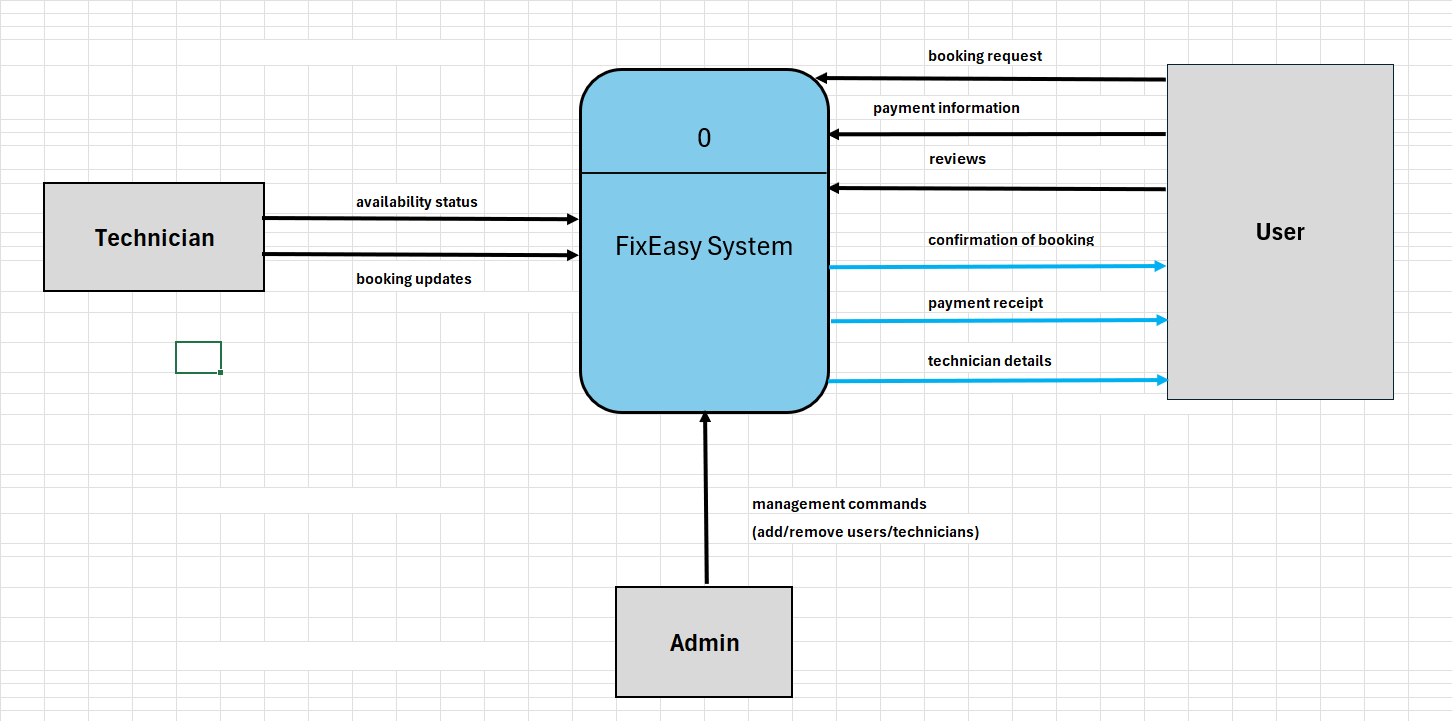 booking request
payment information
0
reviews
availability status
Technician
User
confirmation of booking
FixEasy System
booking updates
payment receipt
technician details
management commands
(add/remove users/technicians)
Admin